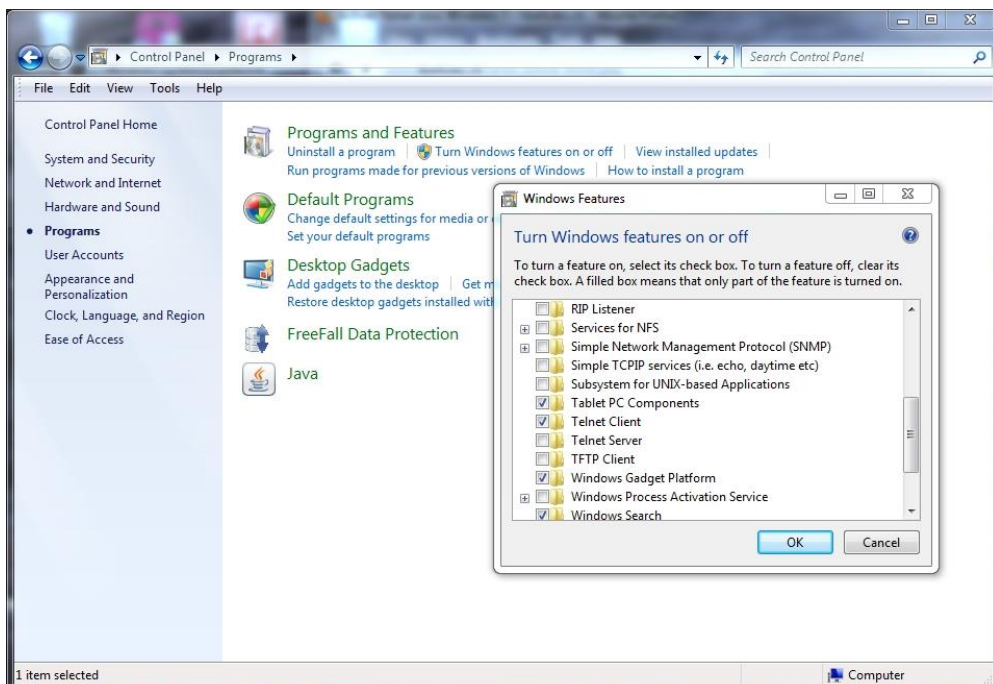 Control Panel Programs
Search Control Panel
File Edit View Tools Help
Control Panel Home
System and Security
Network and Internet
Hardware and Sound
Programs
User Accounts
Appearance and
Personalization
Clock, Language, and Region
Ease of Access
Programs and Features
Uninstall a program Turn Windows features on or off View installed updates
Run programs made for previous versions of Windows How to install a program
Default Programs
Change default settings for media or
Set your default programs
Desktop Gadgets
Add gadgets to the desktop Get
Restore desktop gadgets installed
FreeFall Data Protection
Java
Windows Features
Turn Windows features on or off
To turn a feature on, select its check box. To turn a feature off, clear its
check box. A filled box means that only part of the feature is turned on.
RIP Listener
Services for NFS
Simple Network Management Protocol (SNMP)
Simple TCPIP services (i.e. echo, daytime etc)
Subsystem for UNIX-based Applications
Tablet PC Components
Telnet Client
Telnet Server
TFTP Client
Windows Gadget Platform
Windows Process Activation Service
Windows Search
OK Cancel
1 item selected
Computer